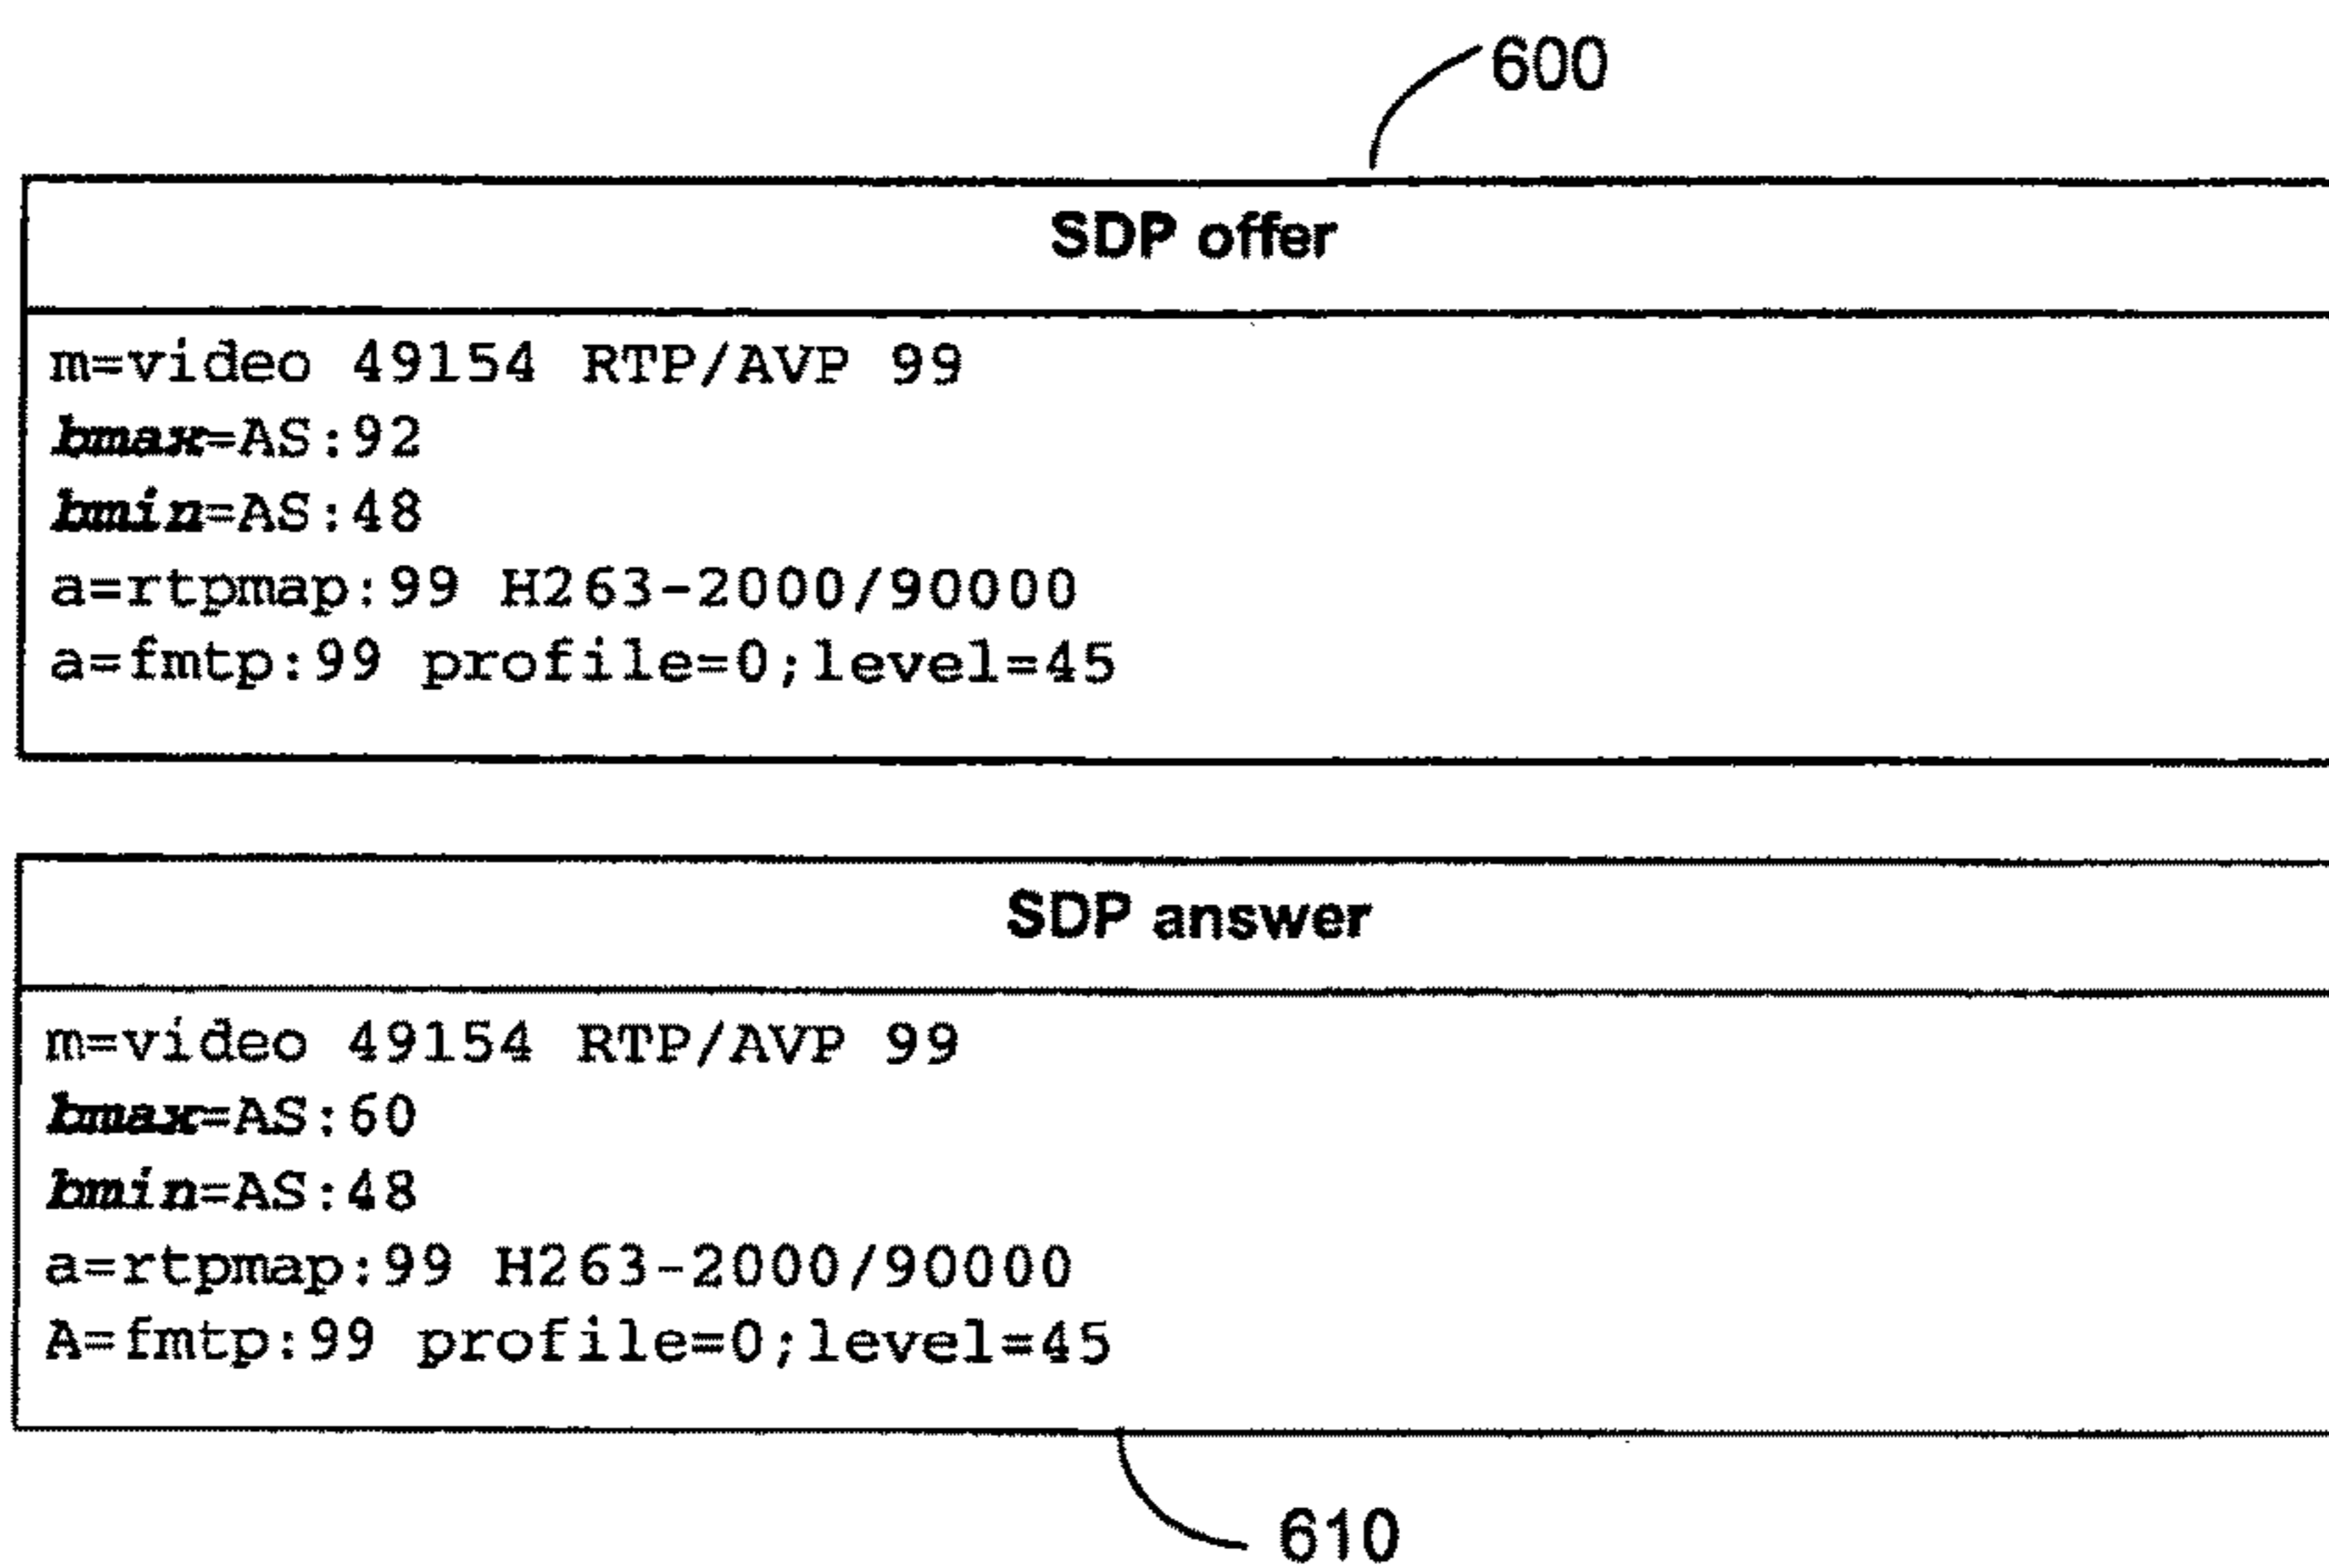 600
SDP offer
m=video 49154 RTP/AVP 99
bmax=AS:92
bmin=AS:48
a=rtpmap:99 H263-2000/90000
a=fmtp:99 profile=0;level=45
SDP answer
m=video 49154 RTP/AVP 99
bmax=AS:60
bmin=AS:48
a=rtpmap:99 H263-2000/90000
A=fmtp:99 profile=0;level=45
610